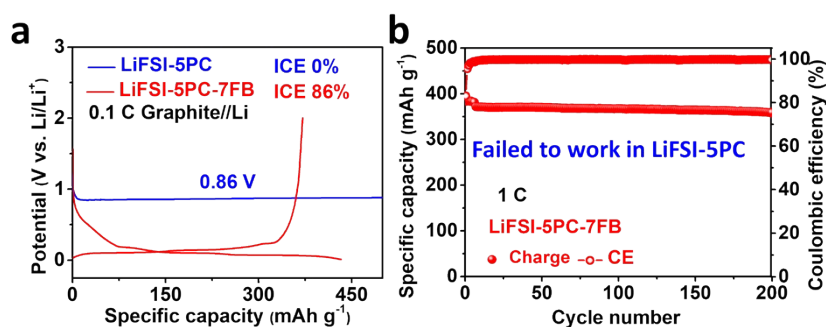 a
3
2
1
0
Potential (V vs. Li/Li⁺)
LiFSI-5PC ICE 0%
LiFSI-5PC-7FB ICE 86%
0.1 C Graphite//Li
0.86 V
0 150 300 450
Specific capacity (mAh g⁻¹)
b
500
400
300
200
100
0
Specific capacity (mAh g⁻¹)
Failed to work in LiFSI-5PC
1 C
LiFSI-5PC-7FB
Charge CE
100
80
60
40
20
0
Coulombic efficiency (%)
0 50 100 150 200
Cycle number